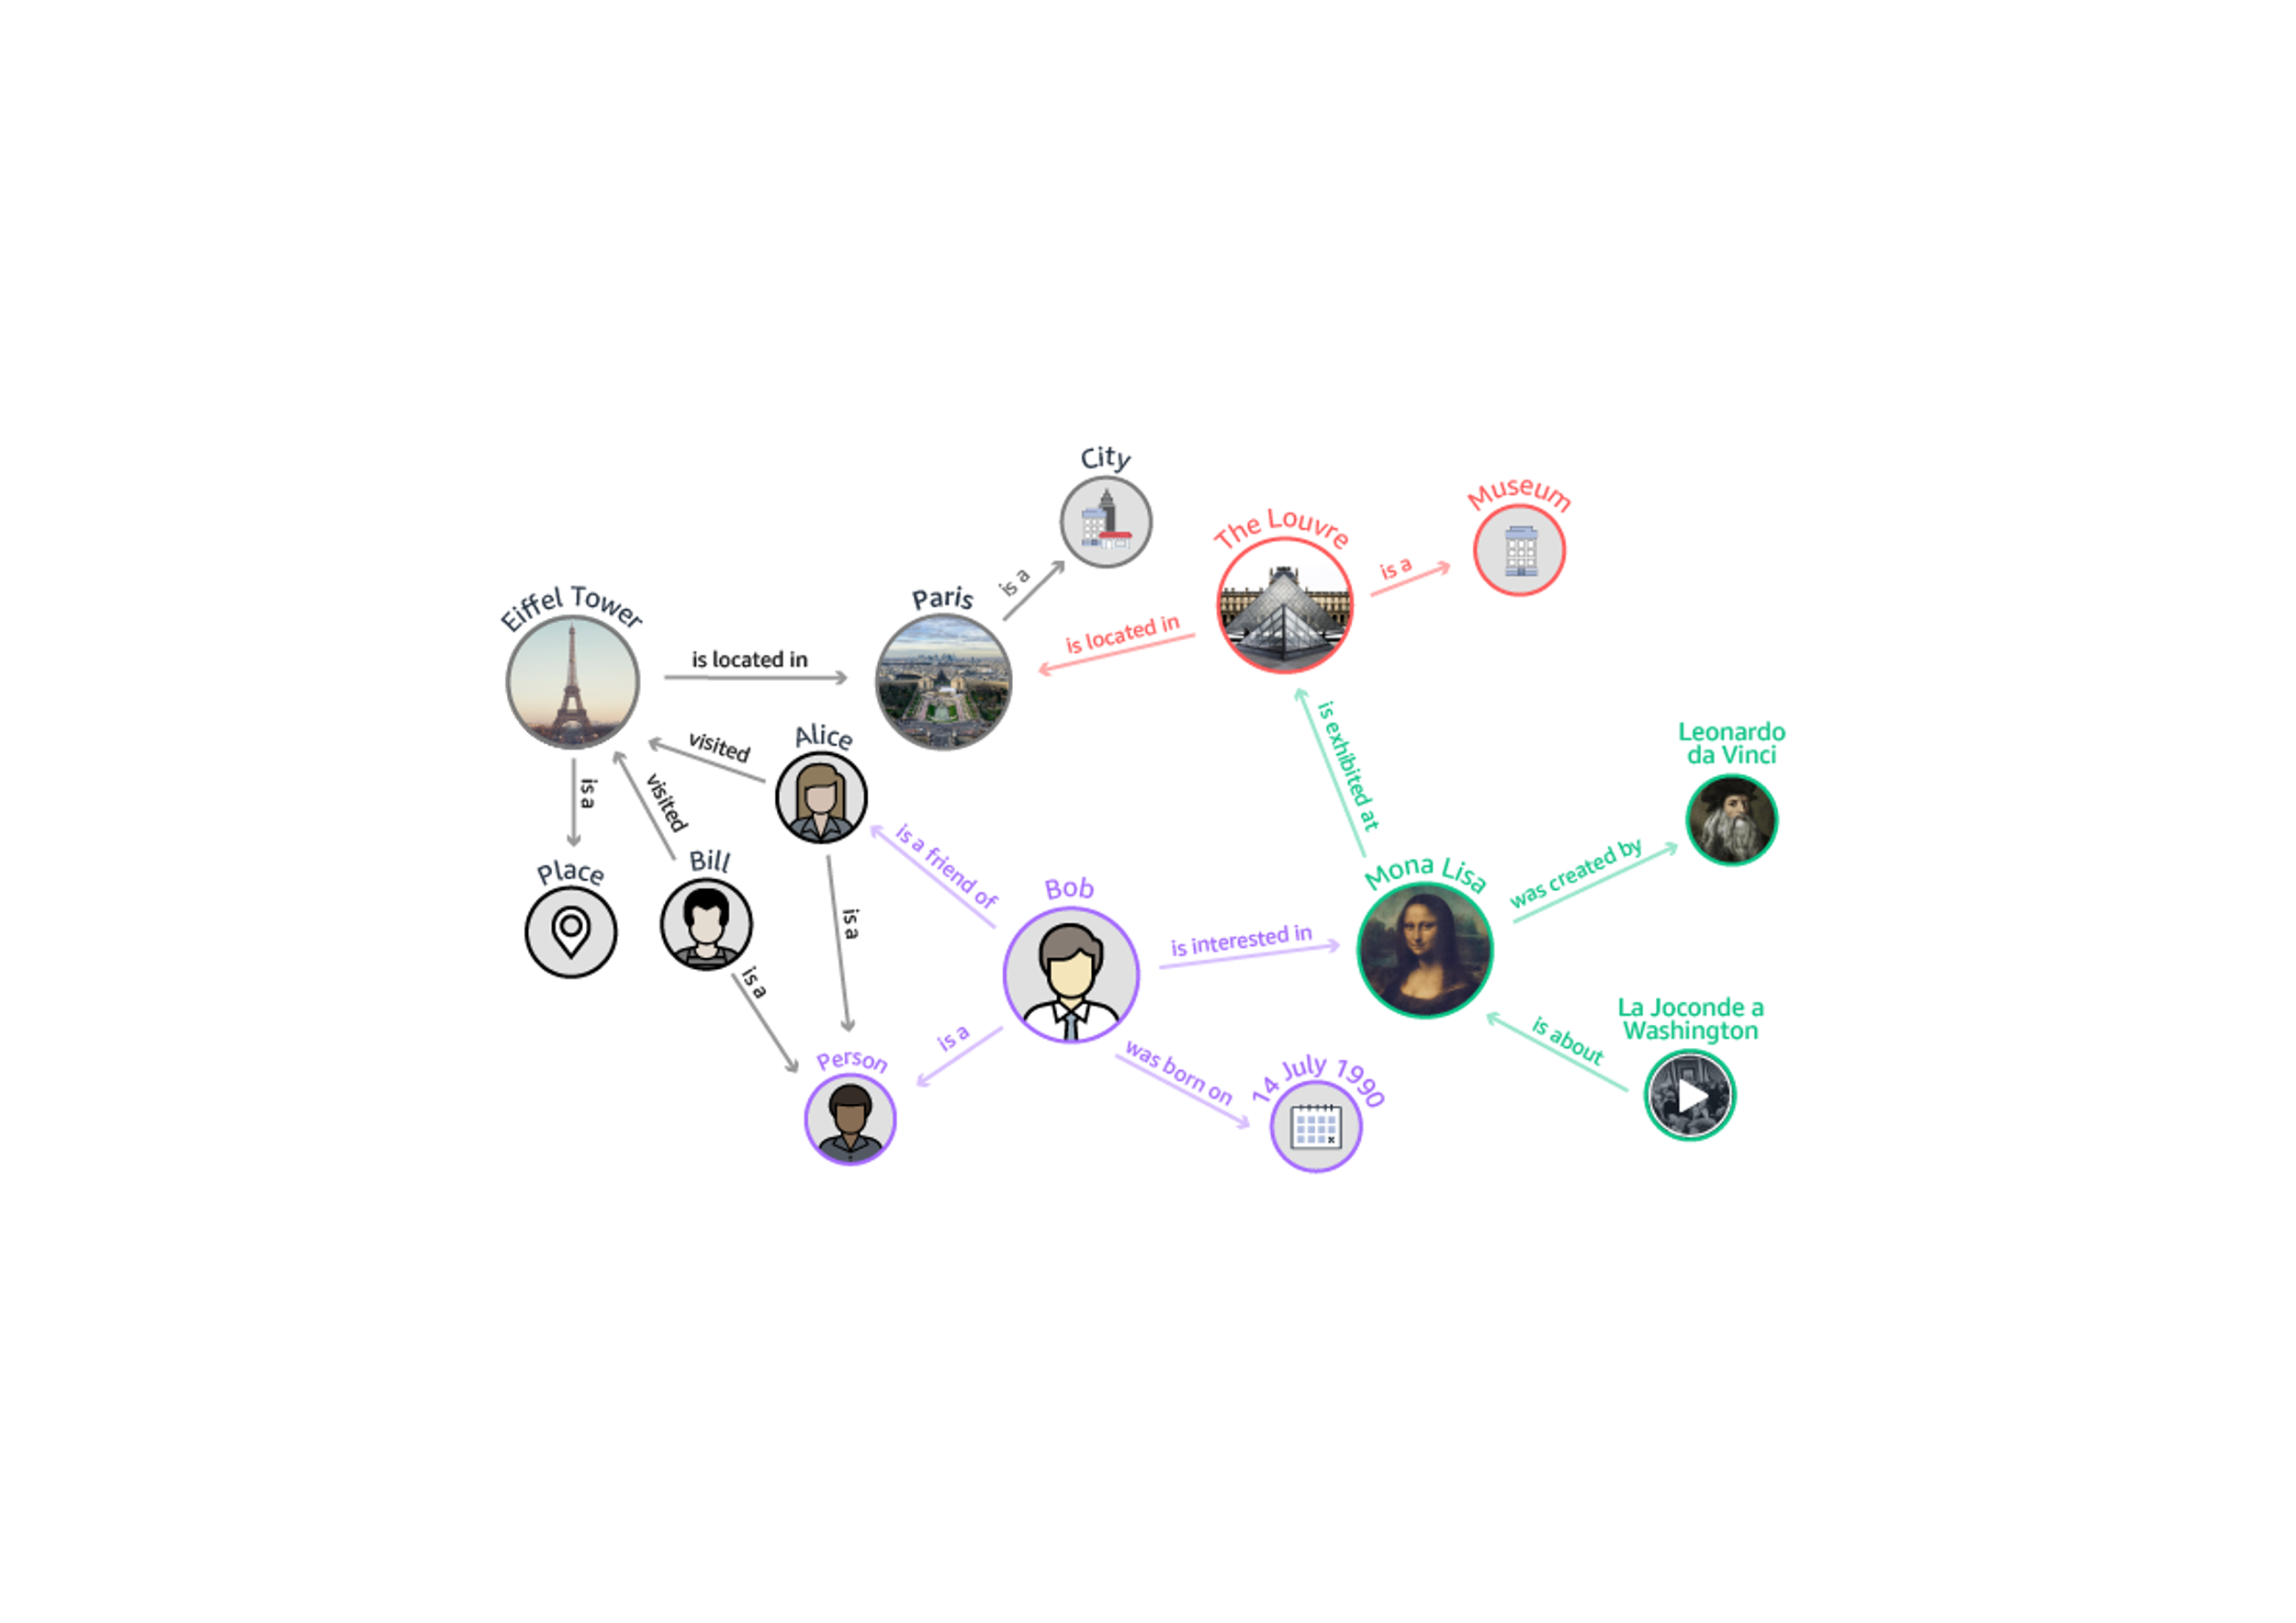 City
Museum
The Louvre
is a
is a
Eiffel Tower
Paris
is located in
is located in
Alice
visited
is exhibited at
Leonardo
da Vinci
is a
visited
Bill
Place
is a friend of
Bob
Mona Lisa
was created by
is a
is interested in
is a
La Joconde a
Washington
is about
Person
is a
was born on
14 July 1990